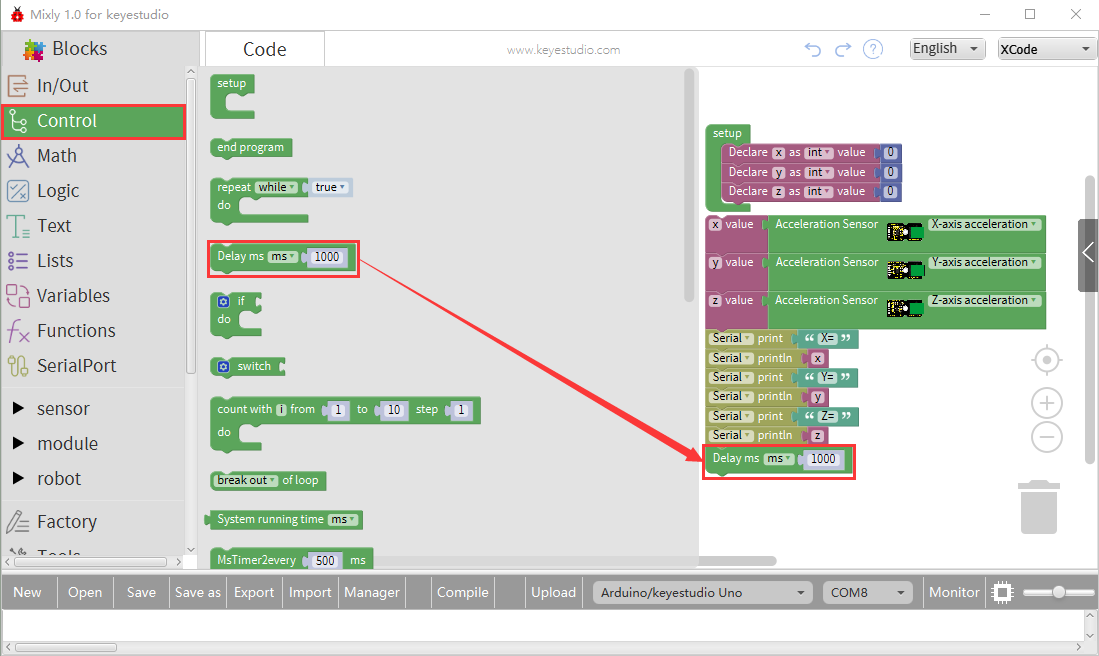 Mixly 1.0 for keyestudio
Blocks
Code
www.keyestudio.com
English
XCode
In/Out
Control
Math
Logic
Text
Lists
Variables
Functions
SerialPort
sensor
module
robot
Factory
setup
end program
repeat while true
do
Delay ms ms 1000
if
do
switch
count with i from 1 to 10 step 1
do
break out of loop
System running time ms
MsTimer2every 500 ms
setup
Declare x as int value 0
Declare y as int value 0
Declare z as int value 0
x value Acceleration Sensor X-axis acceleration
y value Acceleration Sensor Y-axis acceleration
z value Acceleration Sensor Z-axis acceleration
Serial print “ X= ”
Serial println x
Serial print “ Y= ”
Serial println y
Serial print “ Z= ”
Serial println z
Delay ms ms 1000
New Open Save Save as Export Import Manager Compile Upload Arduino/keyestudio Uno COM8 Monitor